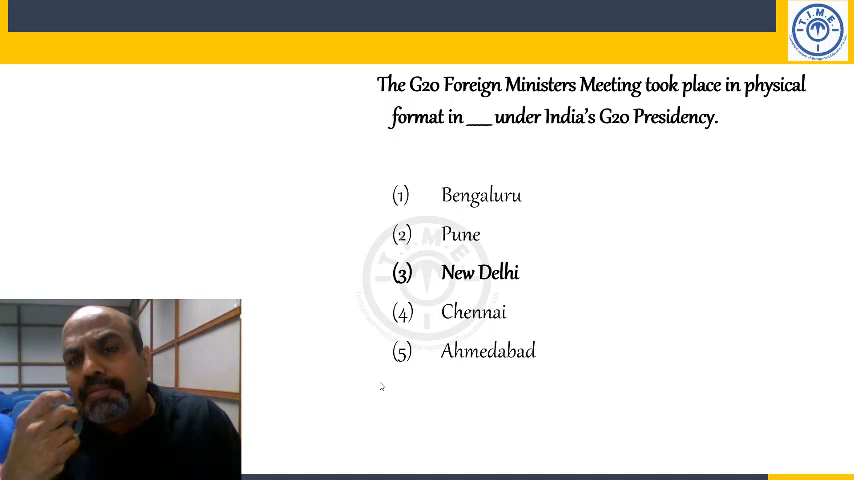 T.I.M.E.
The G20 Foreign Ministers Meeting took place in physical
format in ___ under India's G20 Presidency.
(1) Bengaluru
(2) Pune
(3) New Delhi
(4) Chennai
(5) Ahmedabad